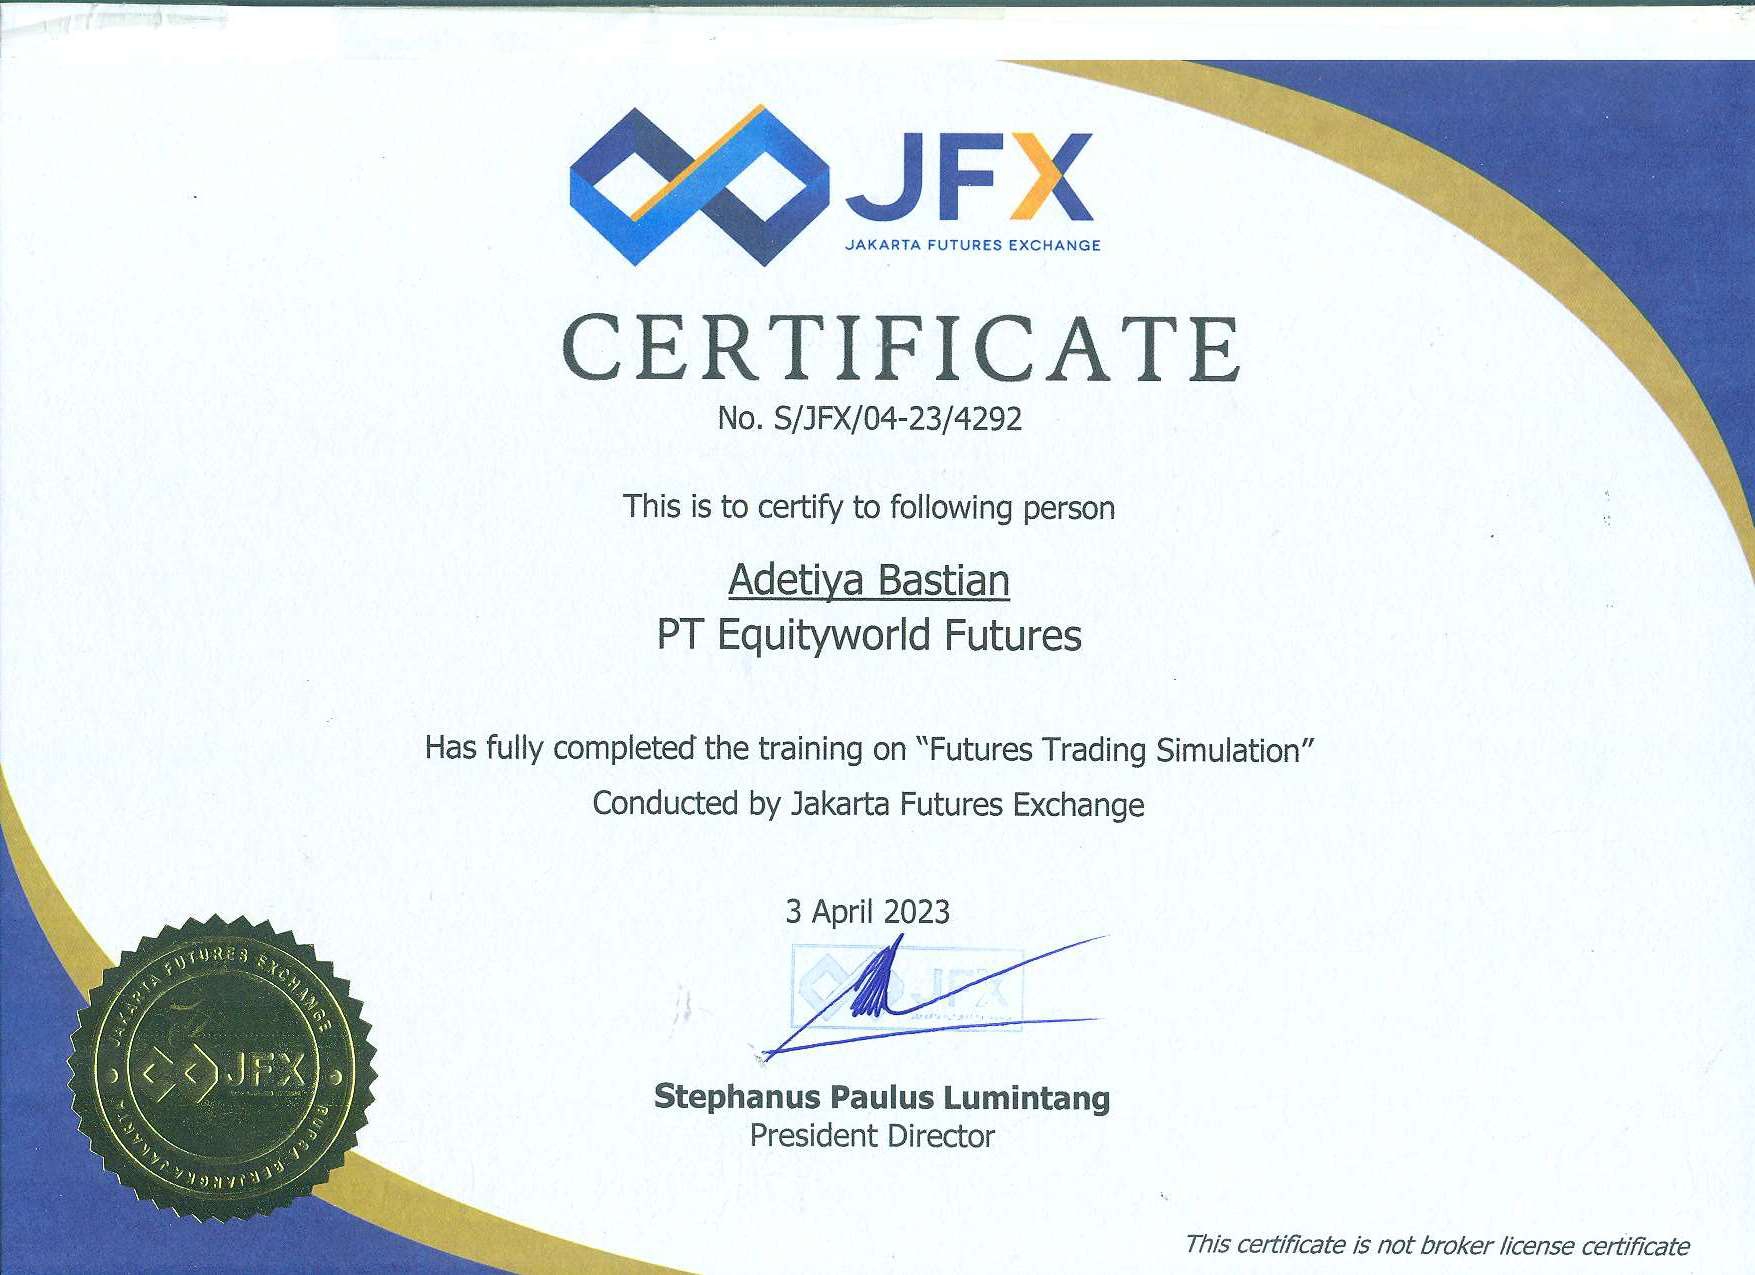 JFX
JAKARTA FUTURES EXCHANGE
CERTIFICATE
No. S/JFX/04-23/4292
This is to certify to following person
Adetiya Bastian
PT Equityworld Futures
Has fully completed the training on “Futures Trading Simulation”
Conducted by Jakarta Futures Exchange
3 April 2023
JFX
Stephanus Paulus Lumintang
President Director
JAKARTA FUTURES EXCHANGE
JFX
BURSA BERJANGKA JAKARTA
This certificate is not broker license certificate